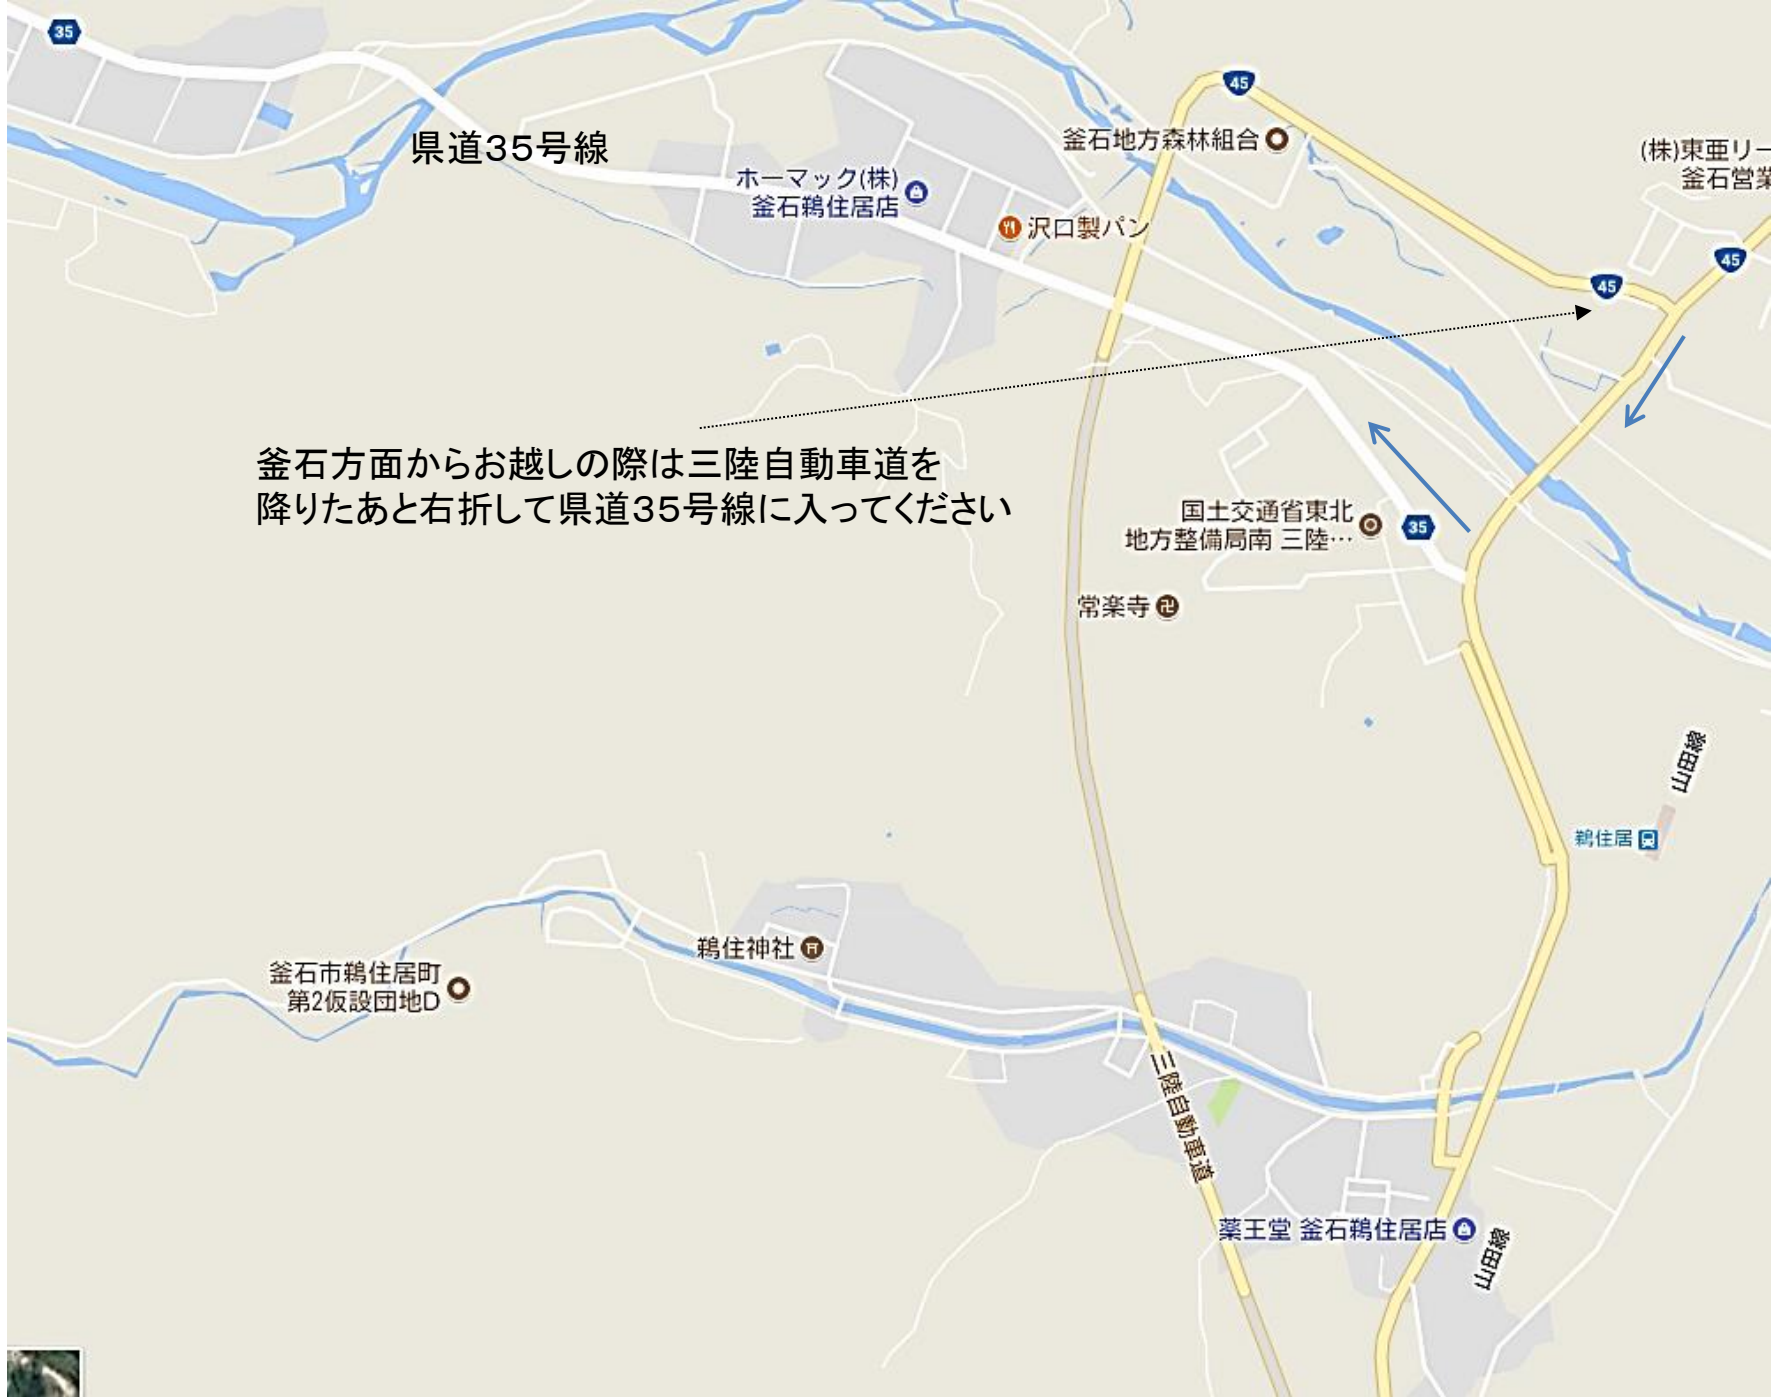 35
45
釜石地方森林組合
県道35号線
(株)東亜リー
釜石営業
ホーマック(株)
釜石鵜住居店
沢口製パン
45
45
釜石方面からお越しの際は三陸自動車道を
降りたあと右折して県道35号線に入ってください
国土交通省東北
地方整備局南 三陸…
35
常楽寺
山田線
鵜住居
鵜住神社
釜石市鵜住居町
第2仮設団地D
三陸自動車道
薬王堂 釜石鵜住居店
山田線